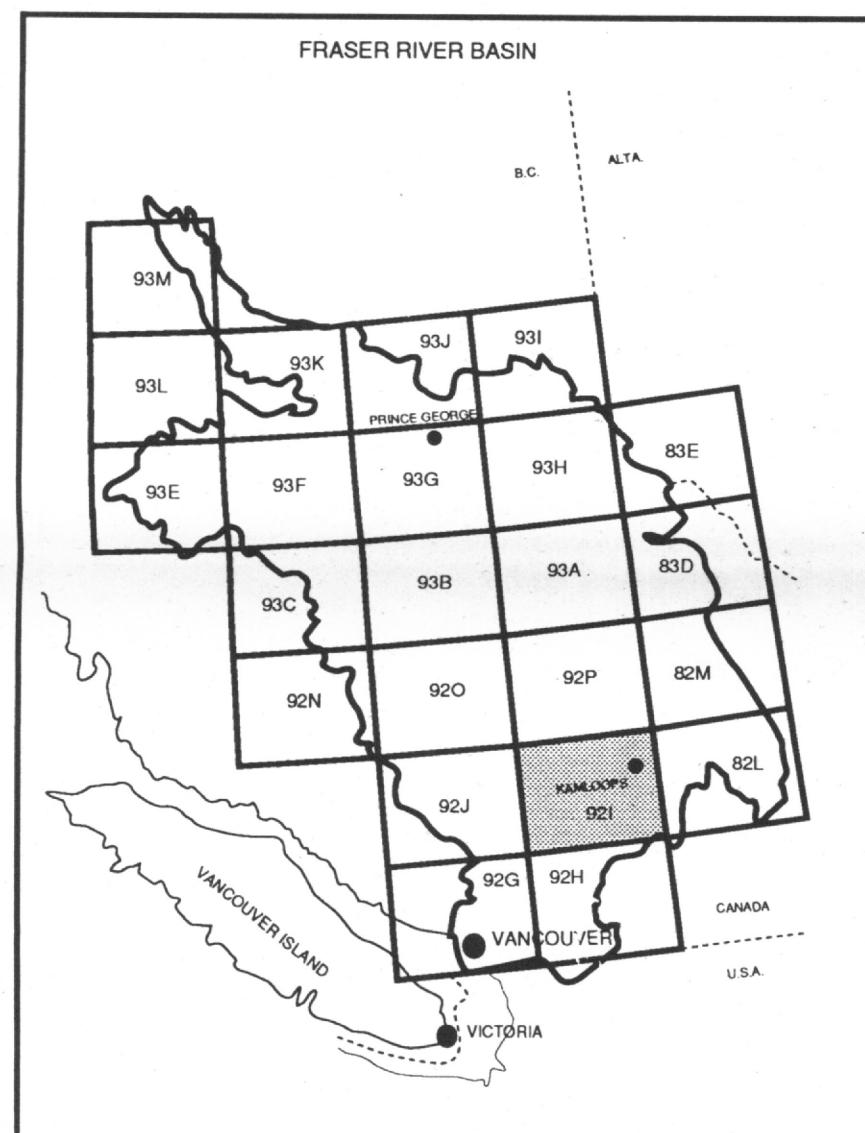 FRASER RIVER BASIN
B.C.
ALTA.
93M
93L
93K
93J
93I
PRINCE GEORGE
93E
93F
93G
93H
83E
93C
93B
93A
83D
92N
92O
92P
82M
92J
KAMLOOPS
92I
82L
92G
92H
CANADA
U.S.A.
VANCOUVER
VANCOUVER ISLAND
VICTORIA